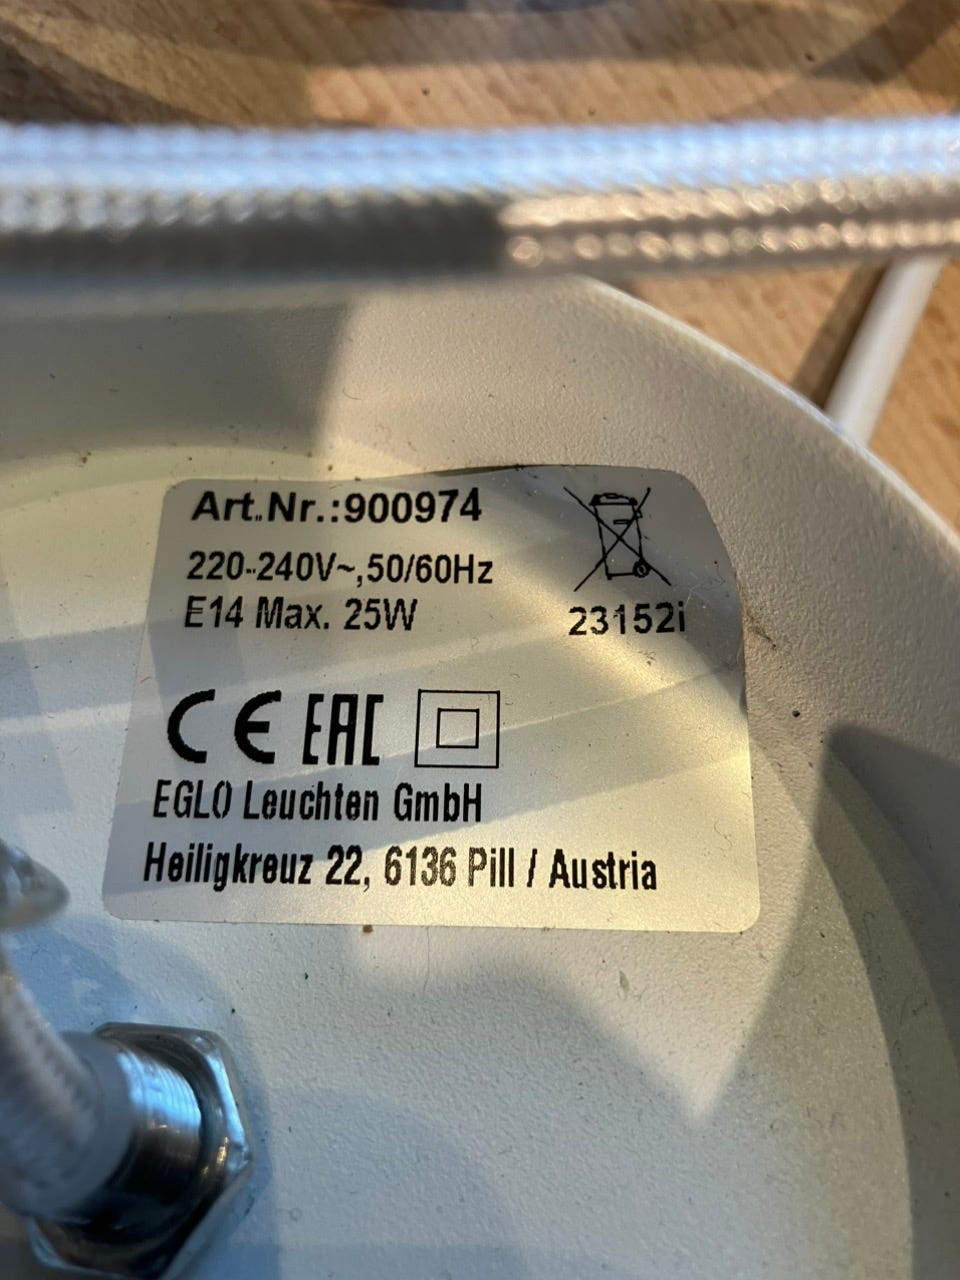 Art.Nr.:900974
220-240V~,50/60Hz
E14 Max. 25W
23152i
CE EAC
EGLO Leuchten GmbH
Heiligkreuz 22, 6136 Pill / Austria